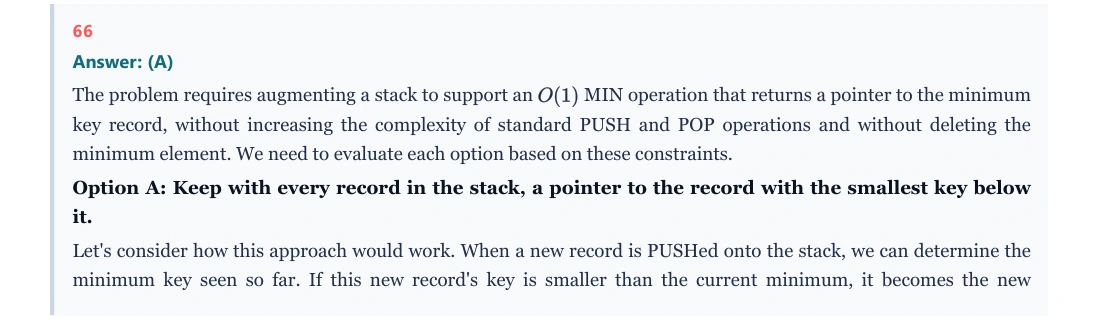 66
Answer: (A)
The problem requires augmenting a stack to support an O(1) MIN operation that returns a pointer to the minimum
key record, without increasing the complexity of standard PUSH and POP operations and without deleting the
minimum element. We need to evaluate each option based on these constraints.
Option A: Keep with every record in the stack, a pointer to the record with the smallest key below
it.
Let's consider how this approach would work. When a new record is PUSHed onto the stack, we can determine the
minimum key seen so far. If this new record's key is smaller than the current minimum, it becomes the new